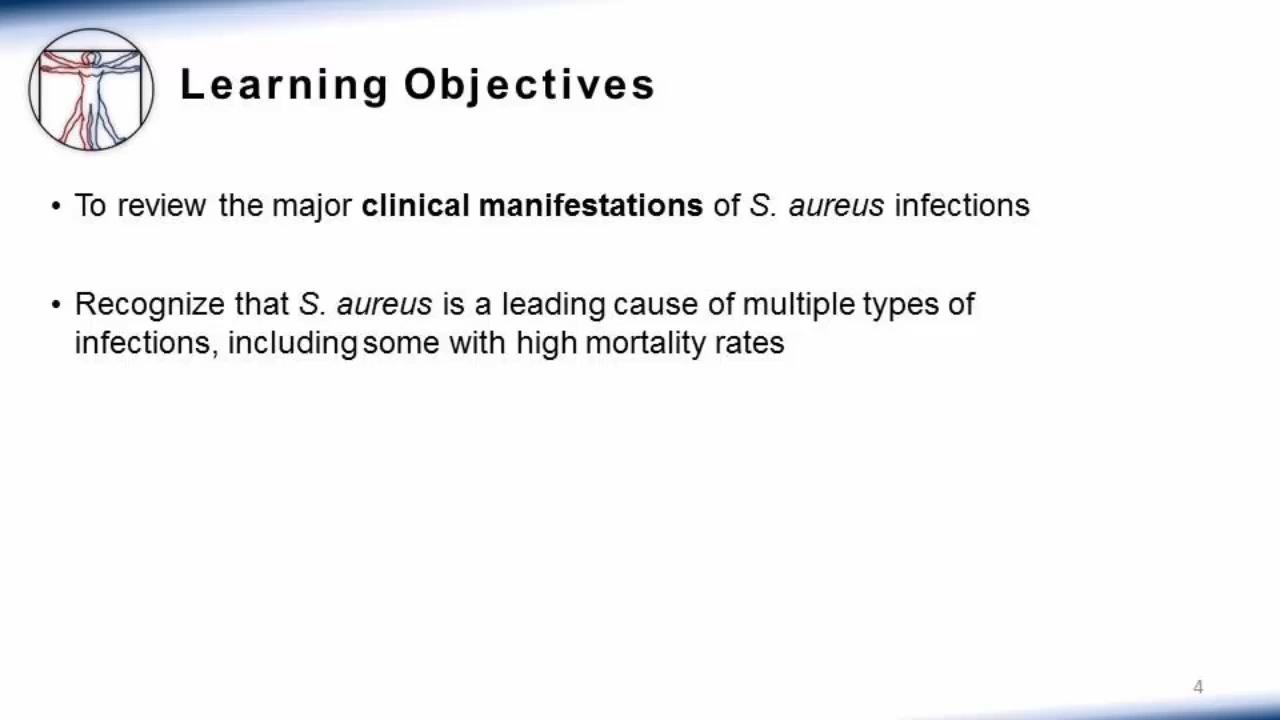 Learning Objectives
• To review the major clinical manifestations of S. aureus infections
• Recognize that S. aureus is a leading cause of multiple types of
infections, including some with high mortality rates
4